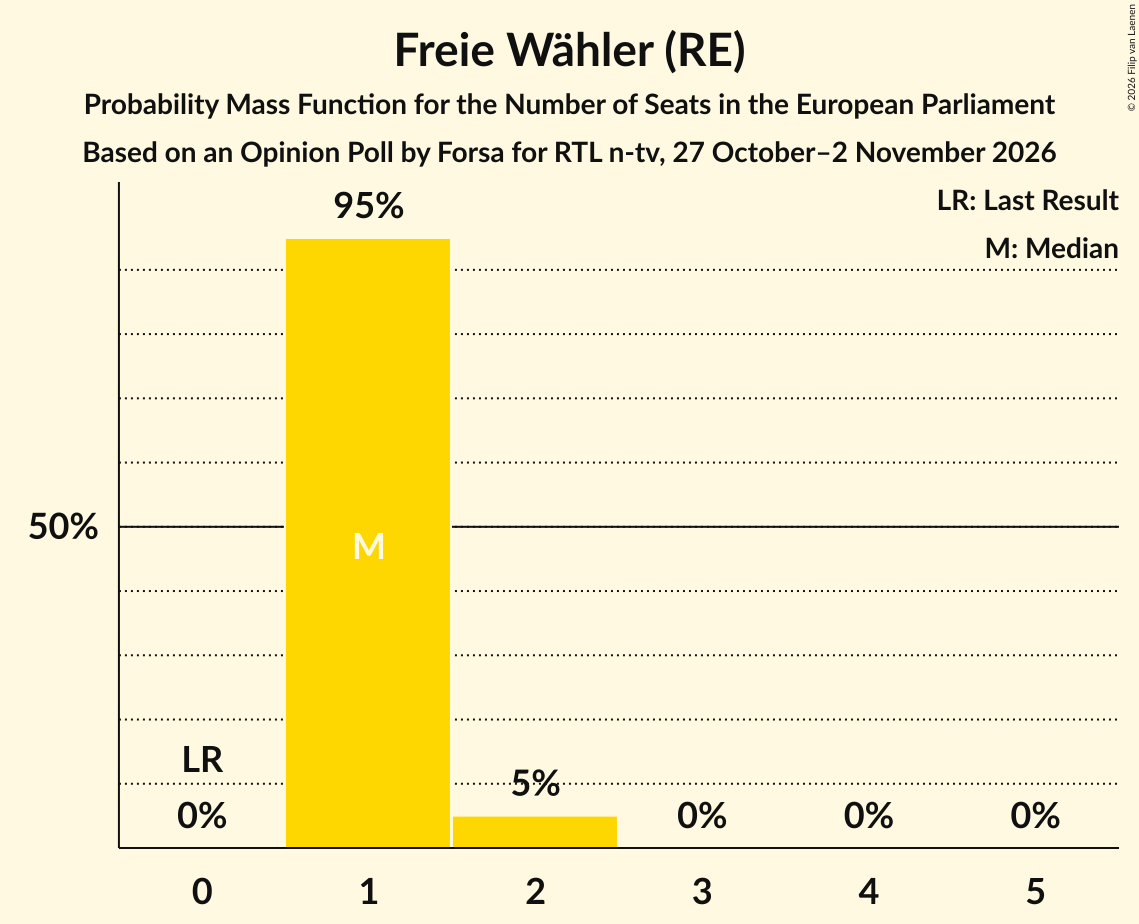 Freie Wähler (RE)
Probability Mass Function for the Number of Seats in the European Parliament
Based on an Opinion Poll by Forsa for RTL n-tv, 27 October–2 November 2026
© 2026 Filip van Laenen
LR: Last Result
M: Median
95%
50%
M
LR
0%
5%
0%
0%
0%
0
1
2
3
4
5